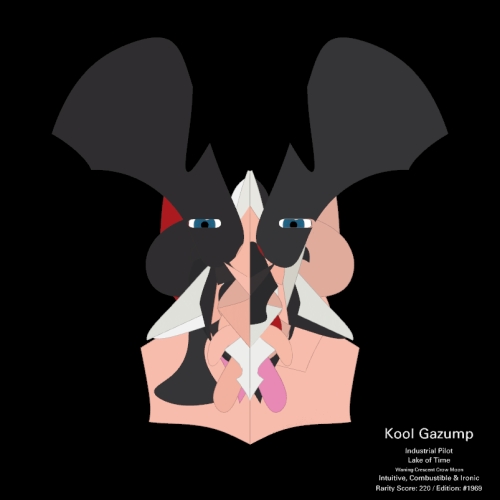 Kool Gazump
Industrial Pilot
Lake of Time
Waning Crescent Crow Moon
Intuitive, Combustible & Ironic
Rarity Score: 220 / Edition: #1969